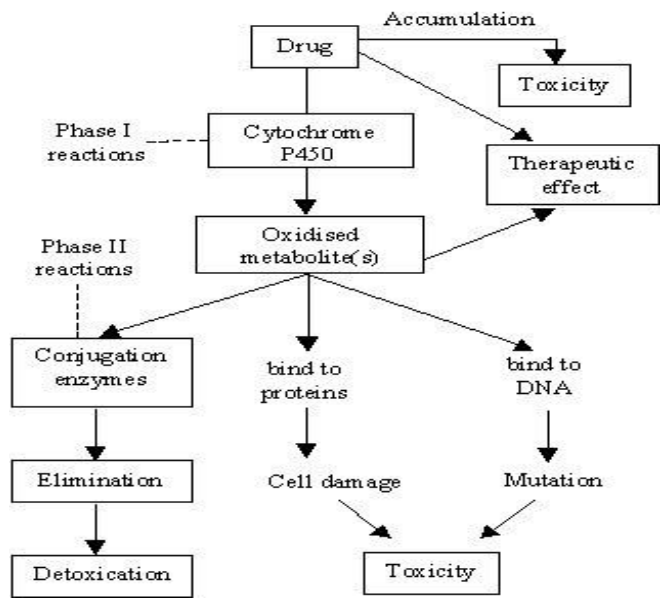 Accumulation
Drug
Toxicity
Phase I
reactions
Cytochrome
P450
Therapeutic
effect
Phase II
reactions
Oxidised
metabolite(s)
Conjugation
enzymes
bind to
proteins
bind to
DNA
Elimination
Cell damage
Mutation
Detoxication
Toxicity